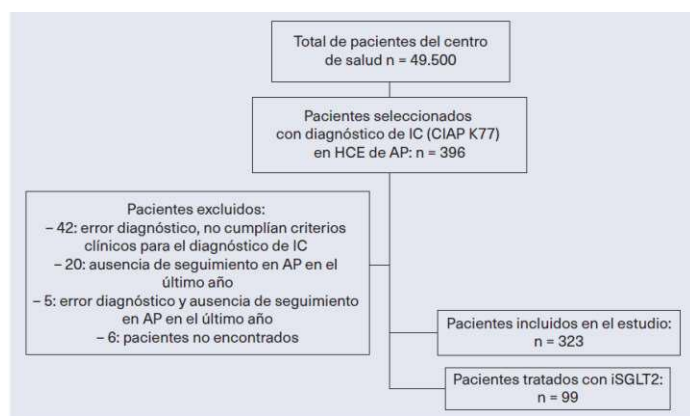 Total de pacientes del centro
de salud n = 49.500
Pacientes seleccionados
con diagnóstico de IC (CIAP K77)
en HCE de AP: n = 396
Pacientes excluidos:
– 42: error diagnóstico, no cumplían criterios
clínicos para el diagnóstico de IC
– 20: ausencia de seguimiento en AP en el
último año
– 5: error diagnóstico y ausencia de seguimiento
en AP en el último año
– 6: pacientes no encontrados
Pacientes incluidos en el estudio:
n = 323
Pacientes tratados con iSGLT2:
n = 99